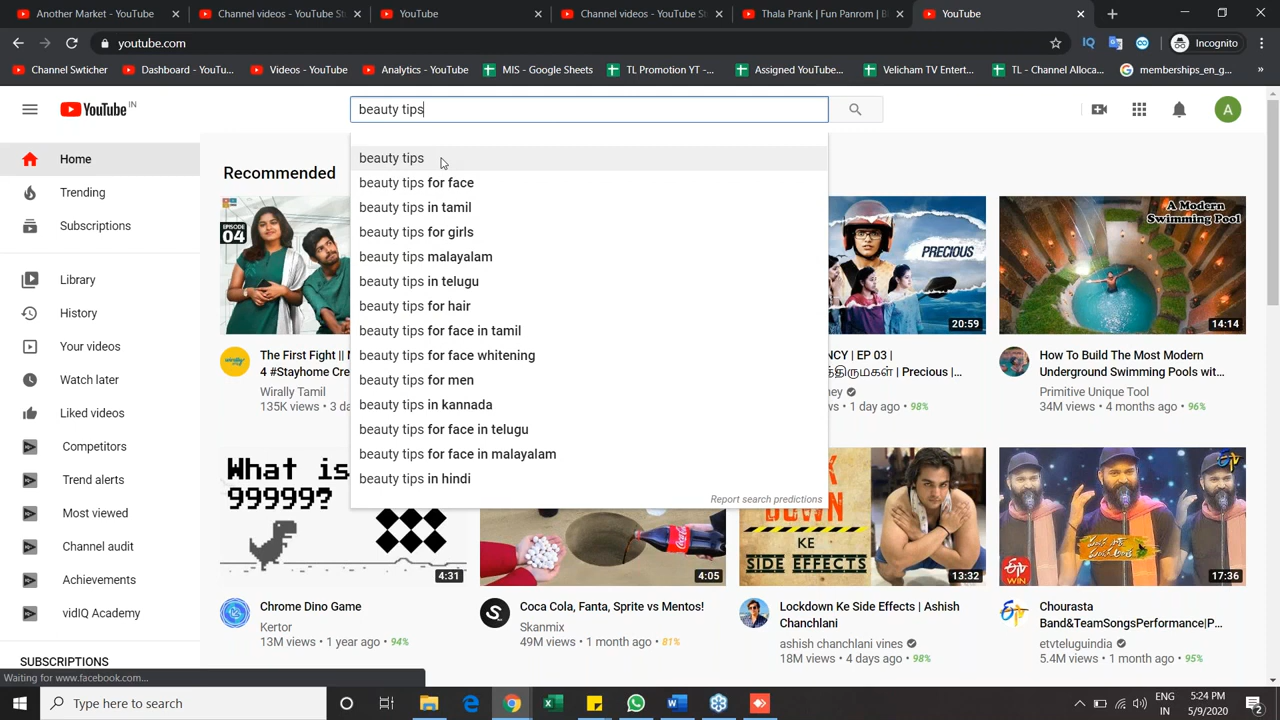 Another Monday
Channel videos - YouTube St
YouTube
Channel videos - YouTube St
Thala Prank | Fun Panrom | Bl
YouTube
youtube.com
Incognito
Channel Swticher
Dashboard - YouTu...
Videos - YouTube
Analytics - YouTub...
MIS - Google Sheets
TL Promotion YT -...
Assigned YouTube...
Velicham TV Entert...
TL - Channel Alloca...
memberships_en_g...
»
YouTube IN
beauty tips
A
Home
Trending
Subscriptions
Library
History
Your videos
Watch later
Liked videos
Competitors
Trend alerts
Most viewed
Channel audit
Achievements
vidIQ Academy
SUBSCRIPTIONS
Recommended
beauty tips
beauty tips for face
beauty tips in tamil
beauty tips for girls
beauty tips malayalam
beauty tips in telugu
beauty tips for hair
beauty tips for face in tamil
beauty tips for face whitening
beauty tips for men
beauty tips in kannada
beauty tips for face in telugu
beauty tips for face in malayalam
beauty tips in hindi
Report search predictions
EPISODE
04
PRECIOUS
20:59
A Modern
Swimming Pool
14:14
The First Fight || M
4 #Stayhome Cre
Wirally Tamil
135K views • 3 da
NCY | EP 03 |
| Precious |...
ney
s • 1 day ago • 98%
How To Build The Most Modern
Underground Swimming Pools wit...
Primitive Unique Tool
34M views • 4 months ago • 96%
What is
99999?
4:31
4:05
KE
SIDE EFFECTS
13:32
etv
WIN
17:36
Chrome Dino Game
Kertor
13M views • 1 year ago • 94%
Coca Cola, Fanta, Sprite vs Mentos!
Skanmix
49M views • 1 month ago • 81%
Lockdown Ke Side Effects | Ashish
Chanchlani
ashish chanchlani vines
18M views • 4 days ago • 98%
Chourasta
Band&TeamSongsPerformance|P...
etvteluguindia
5.4M views • 1 month ago • 95%
Waiting for www.facebook.com...
Type here to search
ENG
IN
5:24 PM
5/9/2020
2